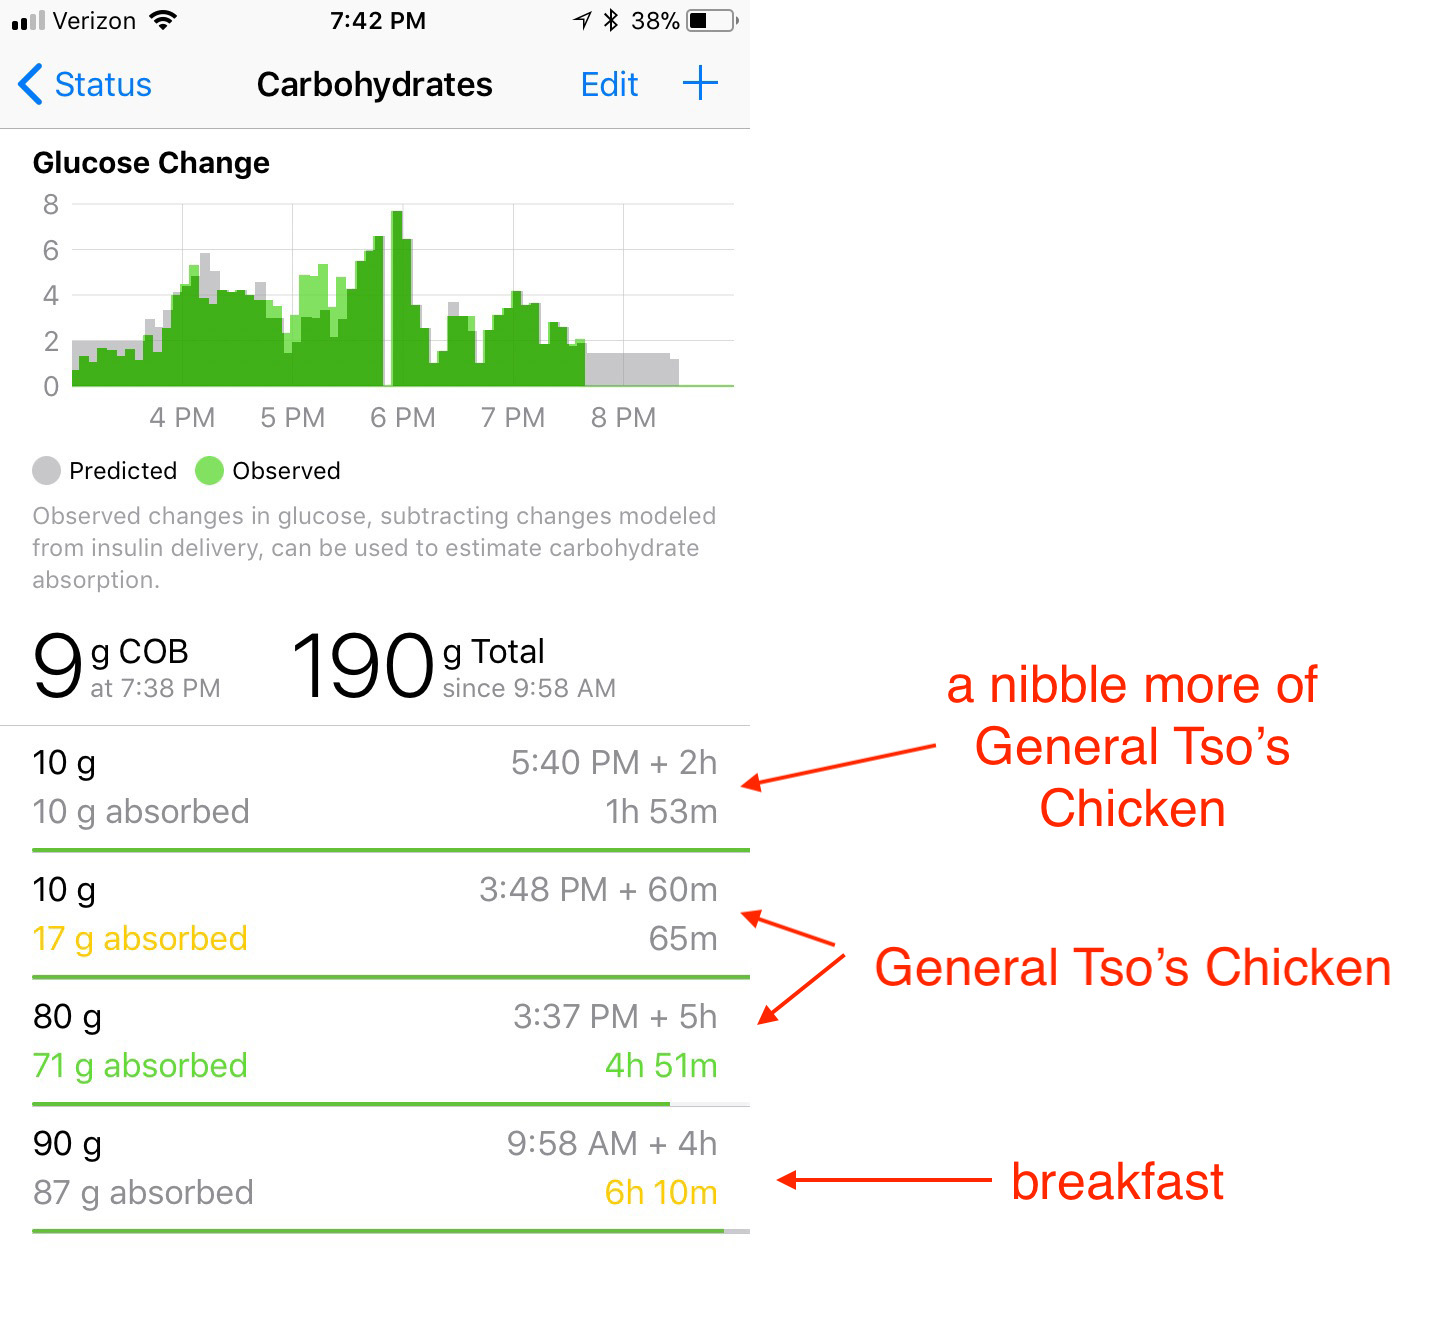 Verizon 7:42 PM 38%
Status Carbohydrates Edit +
Glucose Change
8
6
4
2
0
4 PM 5 PM 6 PM 7 PM 8 PM
Predicted Observed
Observed changes in glucose, subtracting changes modeled
from insulin delivery, can be used to estimate carbohydrate
absorption.
9 g COB 190 g Total
at 7:38 PM since 9:58 AM
10 g 5:40 PM + 2h
10 g absorbed 1h 53m
a nibble more of
General Tso's
Chicken
10 g 3:48 PM + 60m
17 g absorbed 65m
80 g 3:37 PM + 5h
71 g absorbed 4h 51m
General Tso's Chicken
90 g 9:58 AM + 4h
87 g absorbed 6h 10m
breakfast